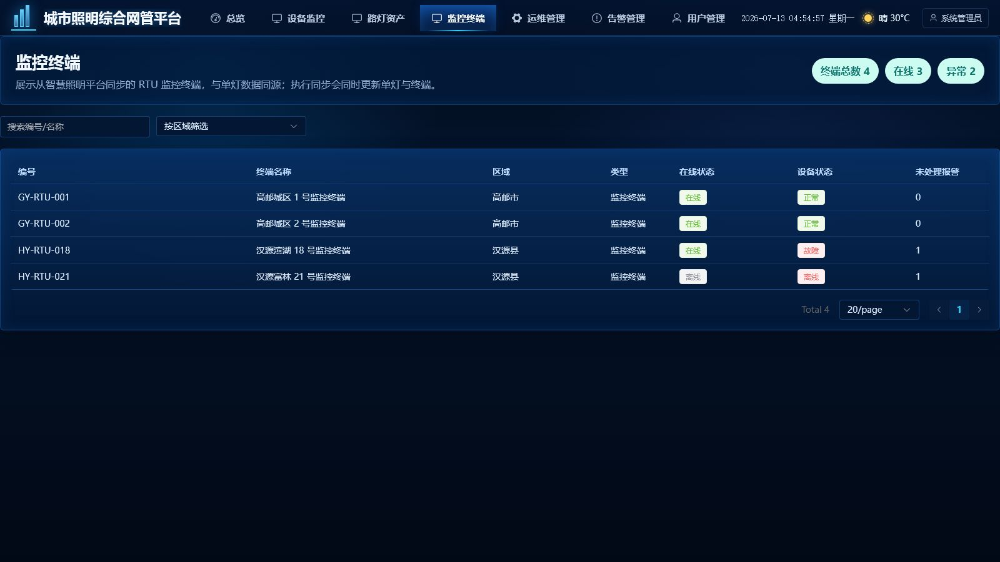 城市照明综合网管平台
总览
设备监控
路灯资产
监控终端
运维管理
告警管理
用户管理
2026-07-13 04:54:57 星期一
晴 30°C
系统管理员
监控终端
展示从智慧照明平台同步的 RTU 监控终端，与单灯数据同源；执行同步会同时更新单灯与终端。
终端总数 4
在线 3
异常 2
搜索编号/名称
按区域筛选
编号 终端名称 区域 类型 在线状态 设备状态 未处理报警
GY-RTU-001 高邮城区 1 号监控终端 高邮市 监控终端 在线 正常 0
GY-RTU-002 高邮城区 2 号监控终端 高邮市 监控终端 在线 正常 0
HY-RTU-018 汉源滨湖 18 号监控终端 汉源县 监控终端 在线 故障 1
HY-RTU-021 汉源富林 21 号监控终端 汉源县 监控终端 离线 离线 1
Total 4
20/page
1